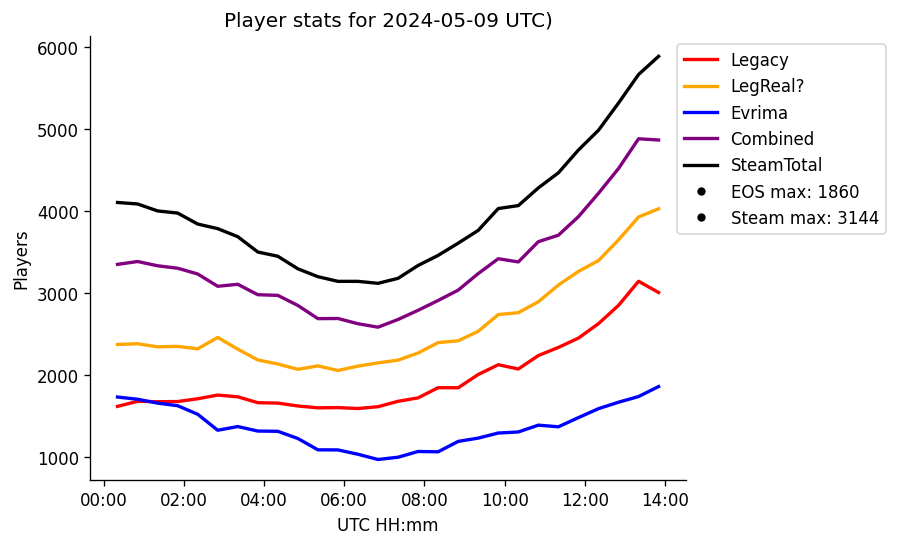 Player stats for 2024-05-09 UTC)
6000
5000
4000
3000
2000
1000
Players
00:00 02:00 04:00 06:00 08:00 10:00 12:00 14:00
UTC HH:mm
Legacy
LegReal?
Evrima
Combined
SteamTotal
EOS max: 1860
Steam max: 3144